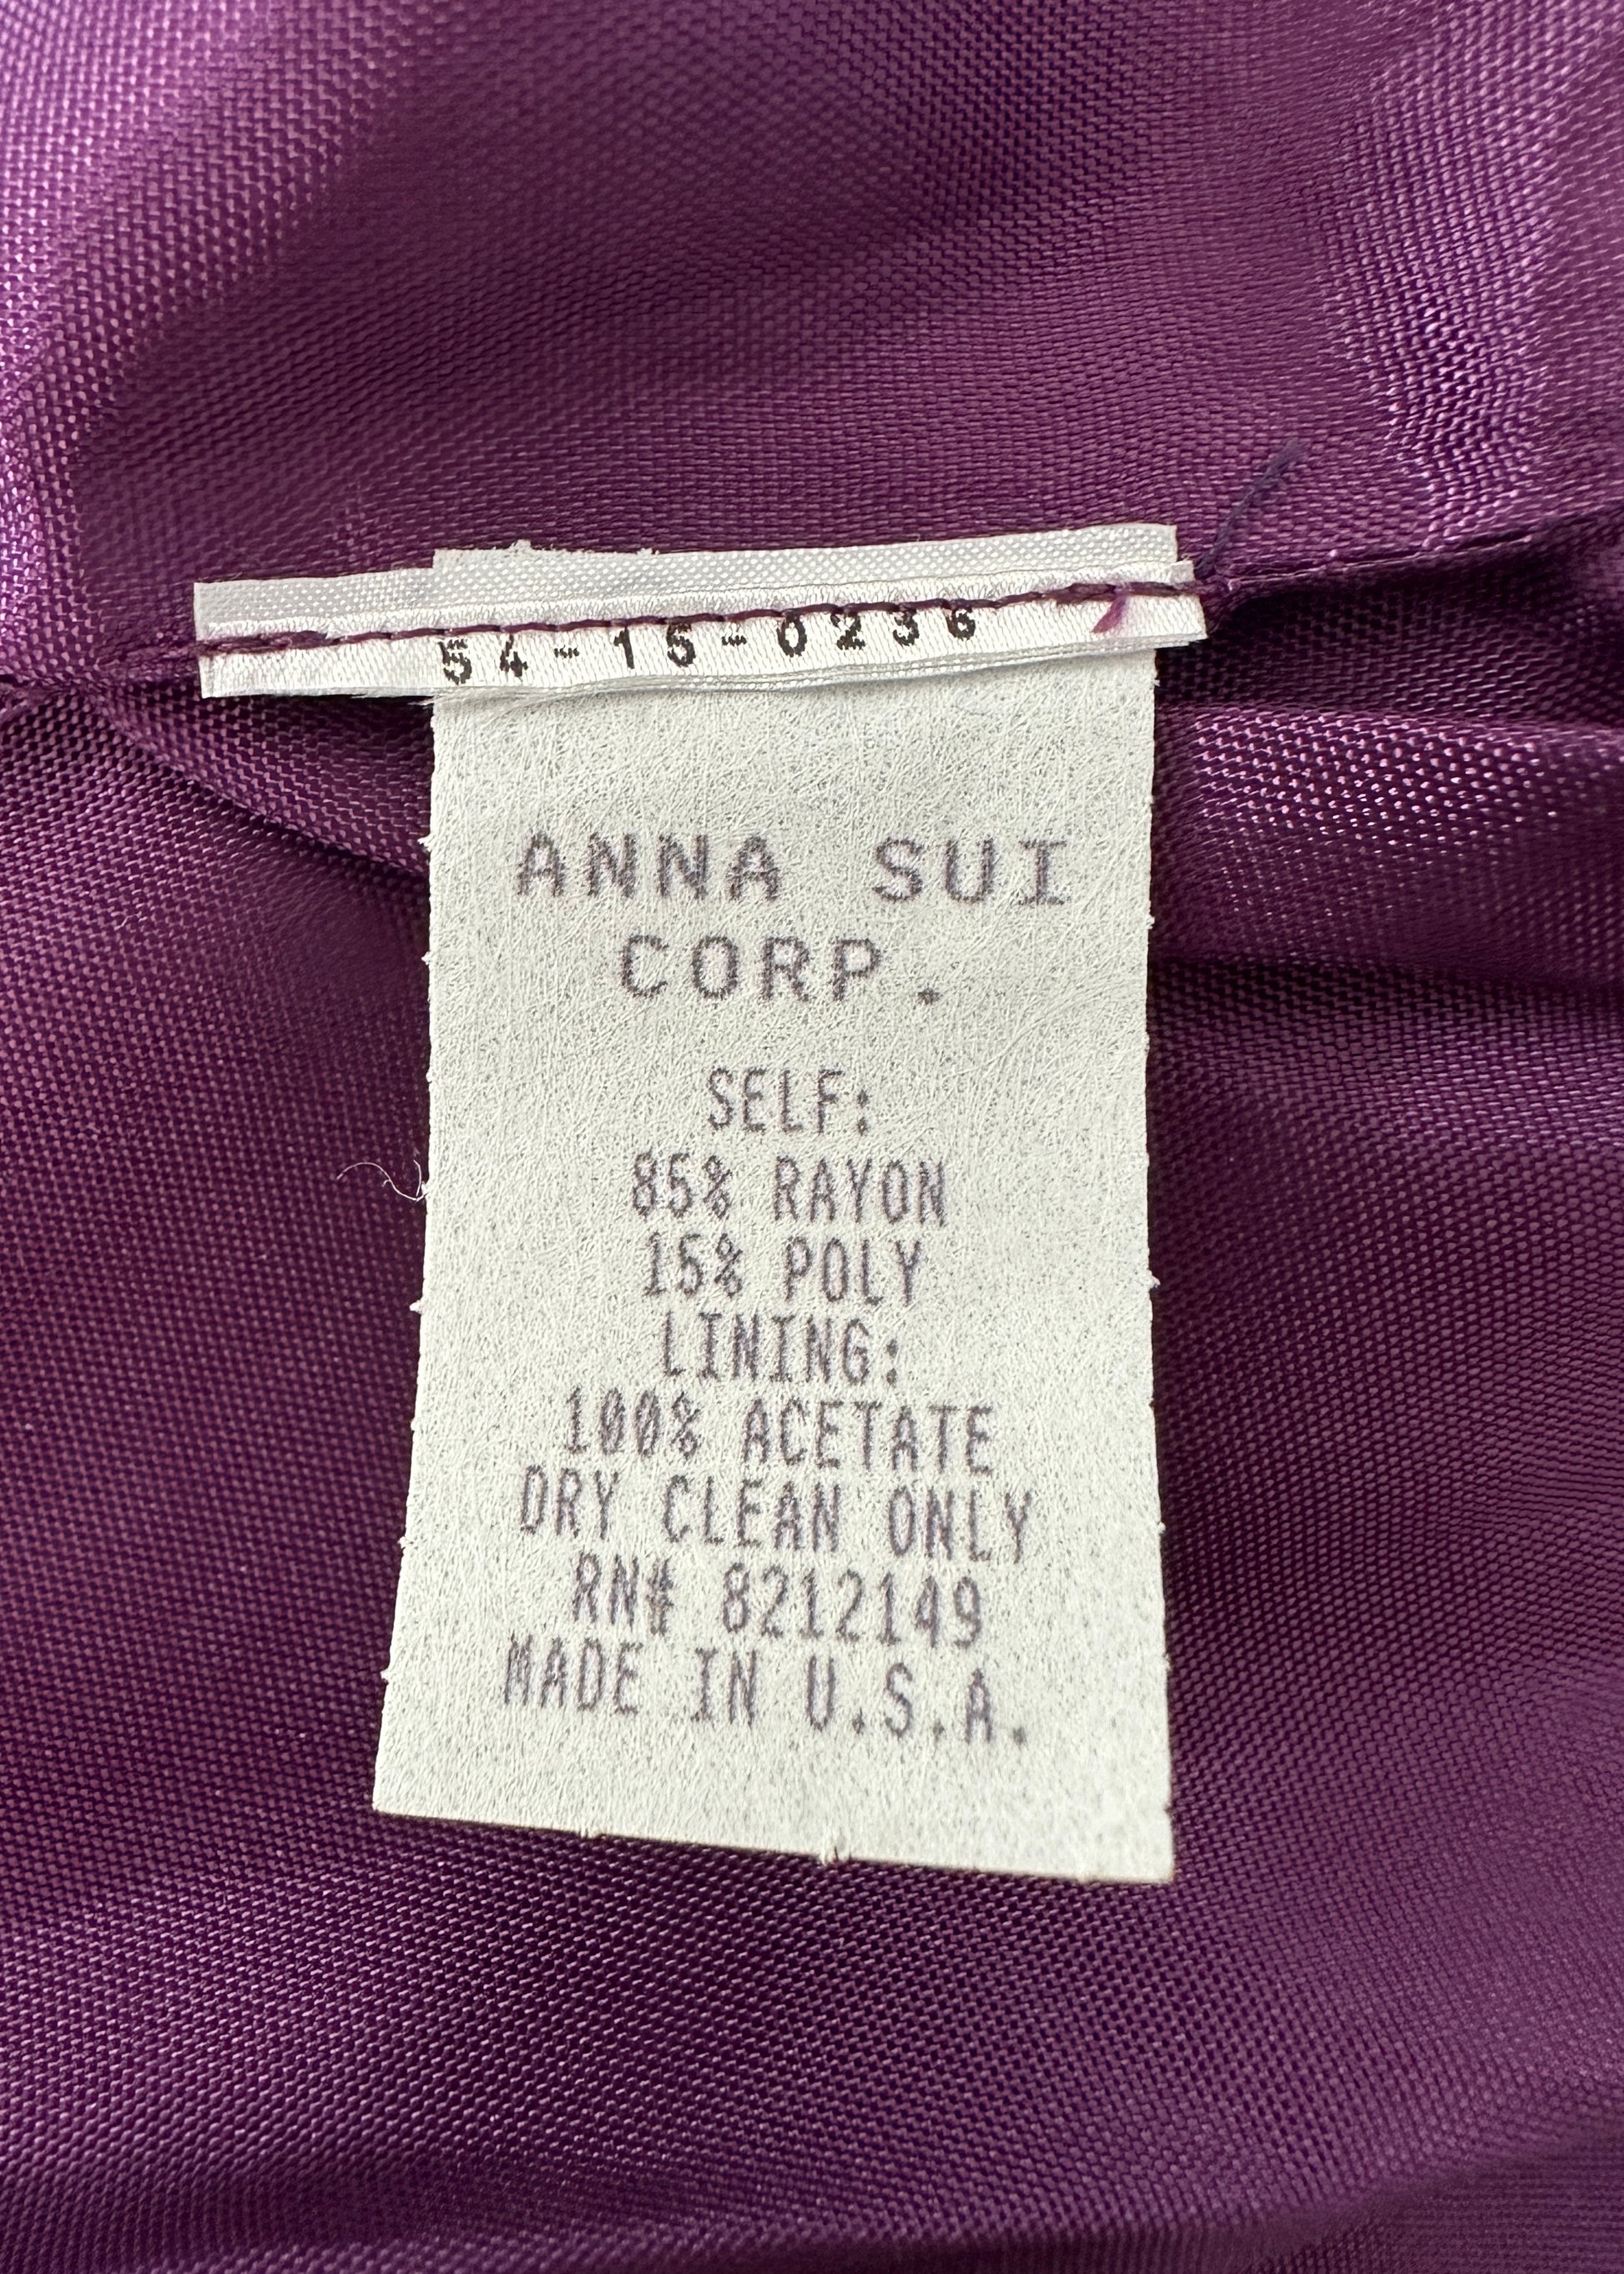 54-15-0236
ANNA SUI
CORP.
SELF:
85% RAYON
15% POLY
LINING:
100% ACETATE
DRY CLEAN ONLY
RN# 8212149
MADE IN U.S.A.